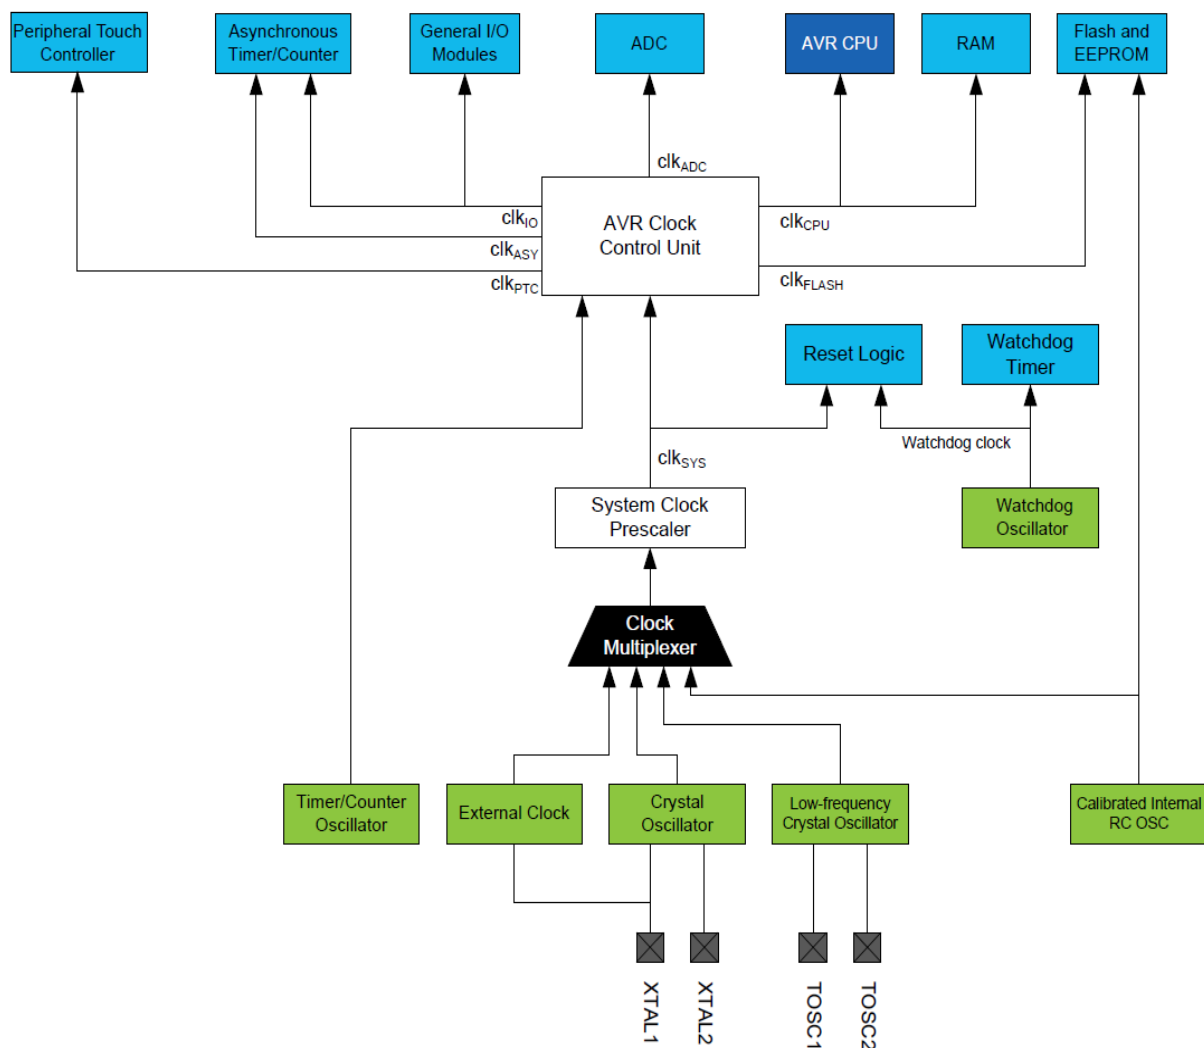 Peripheral Touch
Controller
Asynchronous
Timer/Counter
General I/O
Modules
ADC
AVR CPU
RAM
Flash and
EEPROM
clkADC
clkIO
clkASY
clkPTC
AVR Clock
Control Unit
clkCPU
clkFLASH
Reset Logic
Watchdog
Timer
Watchdog clock
clkSYS
System Clock
Prescaler
Watchdog
Oscillator
Clock
Multiplexer
Timer/Counter
Oscillator
External Clock
Crystal
Oscillator
Low-frequency
Crystal Oscillator
Calibrated Internal
RC OSC
XTAL1
XTAL2
TOSC1
TOSC2